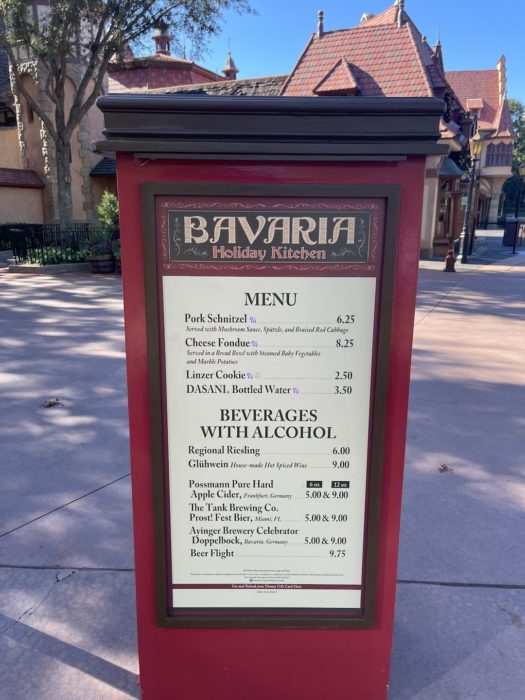 BAVARIA
Holiday Kitchen
MENU
Pork Schnitzel 6.25
Served with Mushroom Sauce, Spätzle, and Braised Red Cabbage
Cheese Fondue 8.25
Served in a Bread Bowl with Steamed Baby Vegetables
and Marble Potatoes
Linzer Cookie 2.50
DASANI® Bottled Water 3.50
BEVERAGES
WITH ALCOHOL
Regional Riesling 6.00
Glühwein House-made Hot Spiced Wine 9.00
Possmann Pure Hard 6 oz 12 oz
Apple Cider, Frankfurt, Germany 5.00 & 9.00
The Tank Brewing Co.
Prost! Fest Bier, Miami, FL 5.00 & 9.00
Ayinger Brewery Celebrator
Doppelbock, Bavaria, Germany 5.00 & 9.00
Beer Flight 9.75
Use and Reload your Disney Gift Card Here